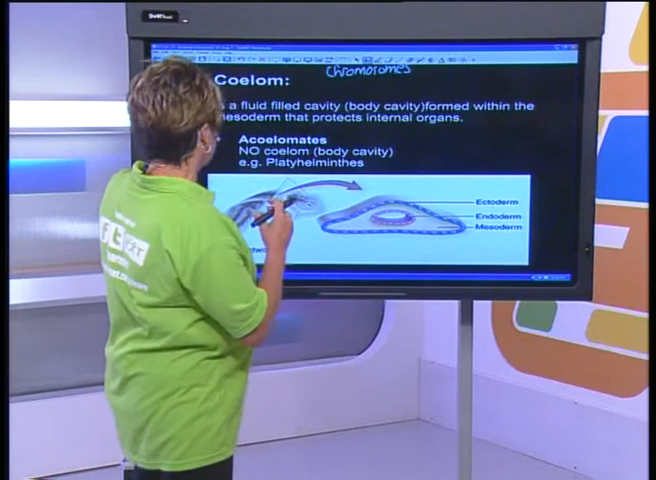 SMART
chromosomes
Coelom:
a fluid filled cavity (body cavity)formed within the
mesoderm that protects internal organs.
Acoelomates
NO coelom (body cavity)
e.g. Platyhelminthes
Ectoderm
Endoderm
Mesoderm